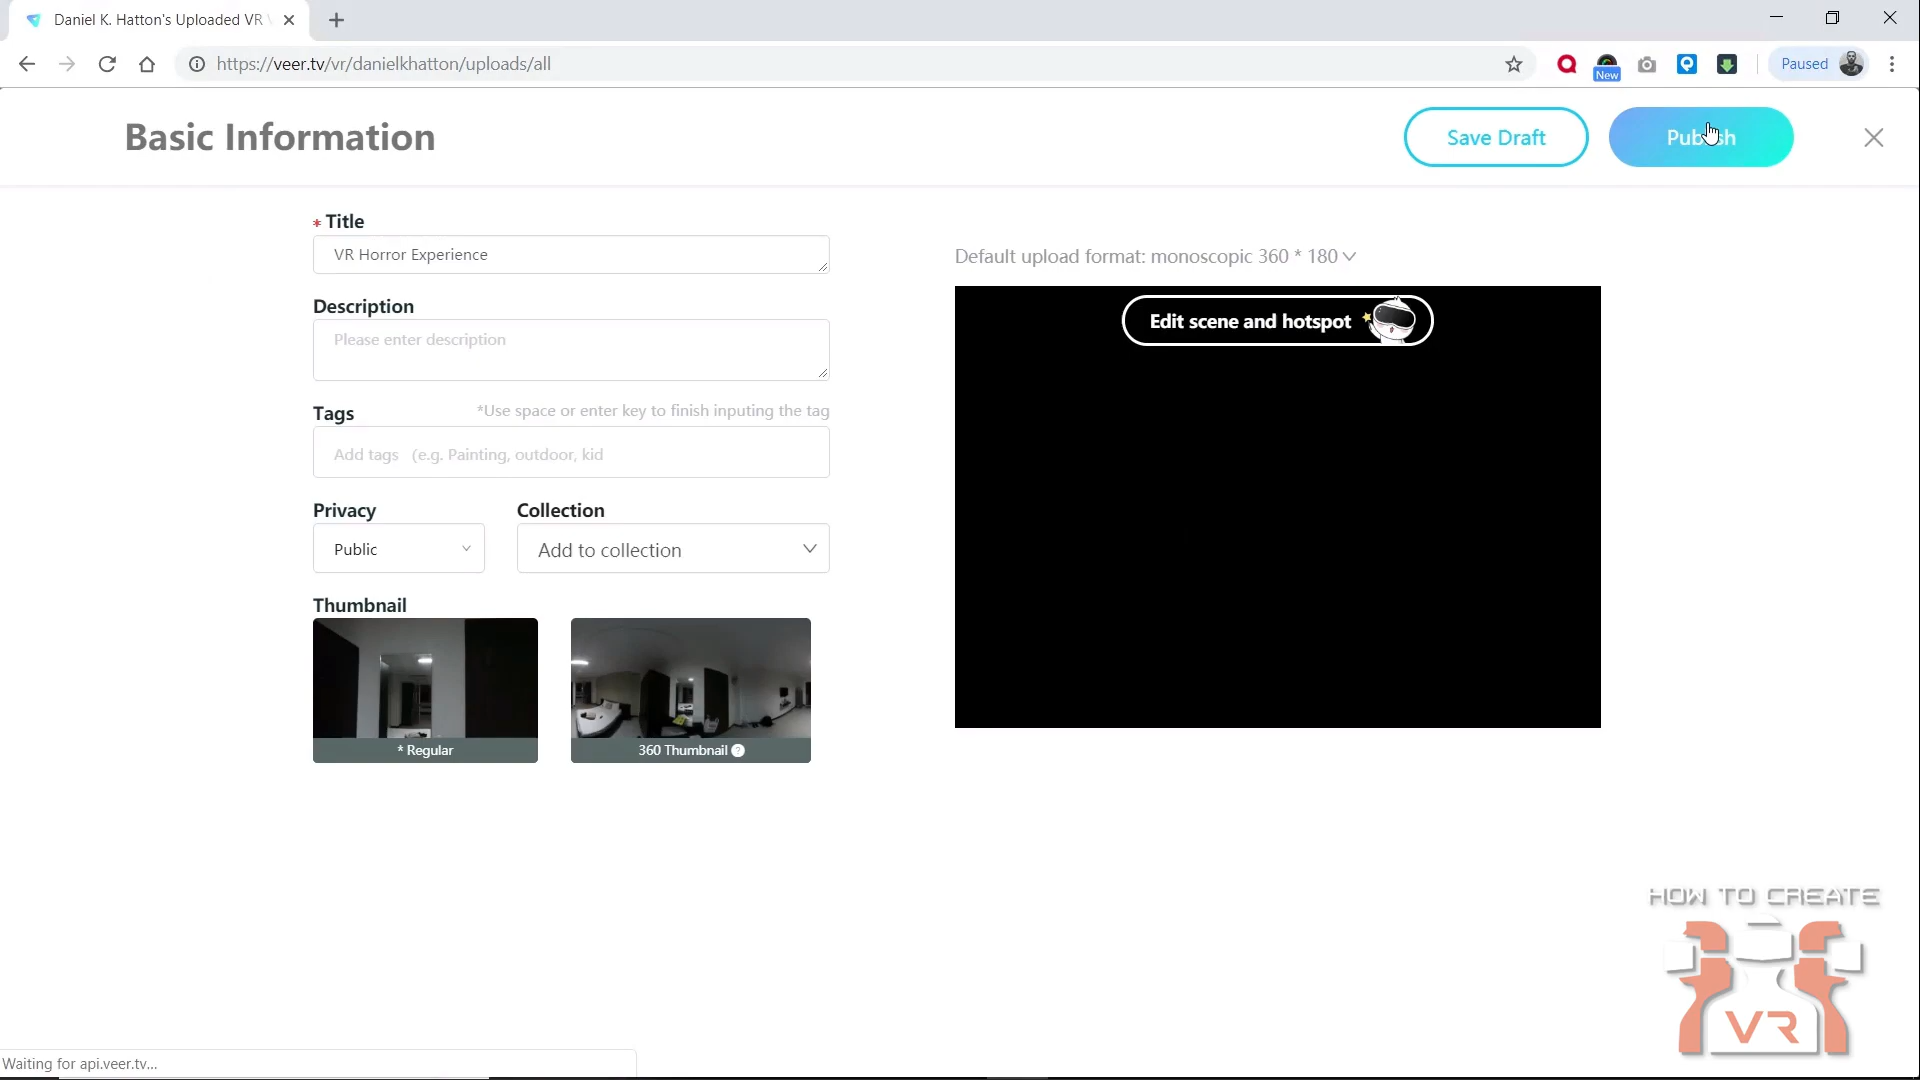 Daniel K. Hatton's Uploaded VR
https://veer.tv/vr/danielkhatton/uploads/all
New
Paused
Basic Information
Save Draft
Publish
* Title
VR Horror Experience
Default upload format: monoscopic 360 * 180
Description
Please enter description
Edit scene and hotspot
Tags
*Use space or enter key to finish inputing the tag
Add tags (e.g. Painting, outdoor, kid
Privacy
Collection
Public
Add to collection
Thumbnail
* Regular
360 Thumbnail ?
HOW TO CREATE
VR
Waiting for api.veer.tv...